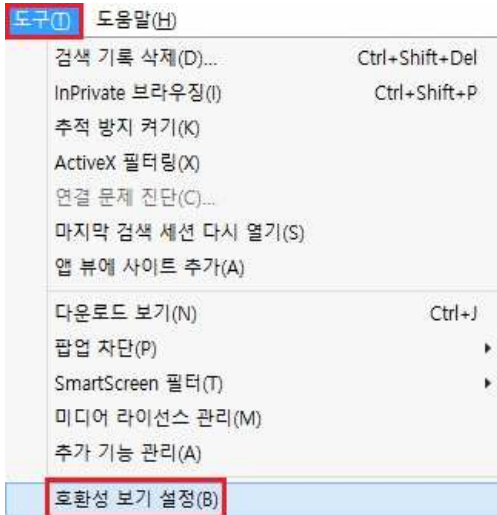 도구(T) 도움말(H)
검색 기록 삭제(D)... Ctrl+Shift+Del
InPrivate 브라우징(I) Ctrl+Shift+P
추적 방지 켜기(K)
ActiveX 필터링(X)
연결 문제 진단(C)...
마지막 검색 세션 다시 열기(S)
앱 뷰에 사이트 추가(A)
다운로드 보기(N) Ctrl+J
팝업 차단(P)
SmartScreen 필터(T)
미디어 라이선스 관리(M)
추가 기능 관리(A)
호환성 보기 설정(B)